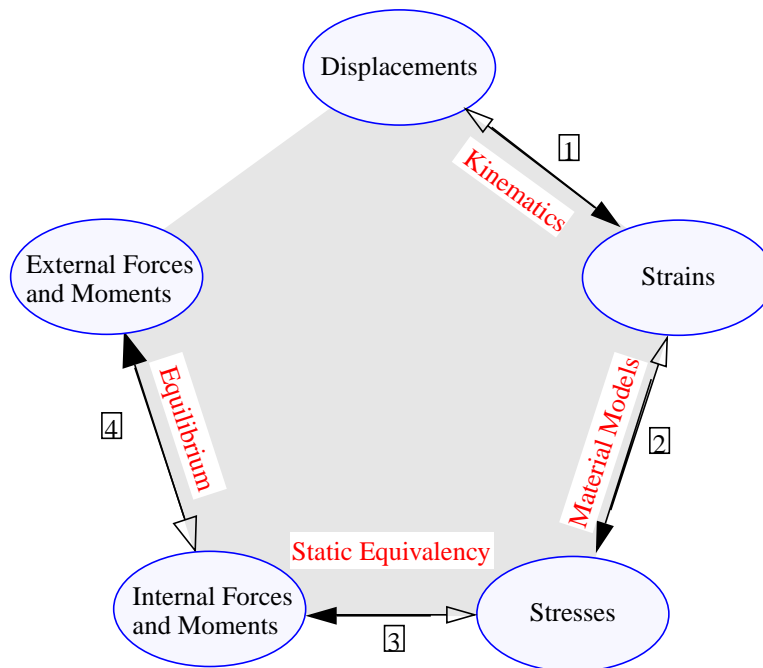 Displacements
1
Kinematics
External Forces
and Moments
Strains
Equilibrium
Material Models
4
2
Static Equivalency
Internal Forces
and Moments
Stresses
3